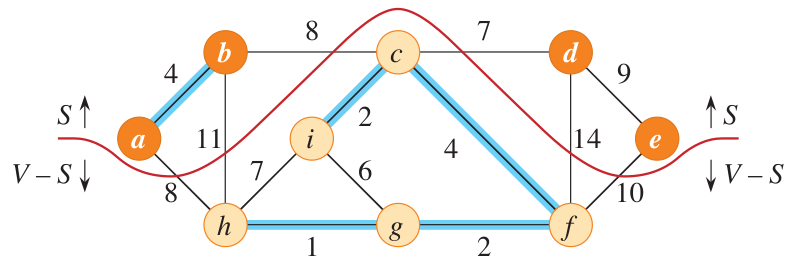 8 7
b c d
4 9
S ↑ 2 ↑ S
a 11 i 4 14 e
V – S ↓ 8 7 6 10 ↓ V – S
h g f
1 2